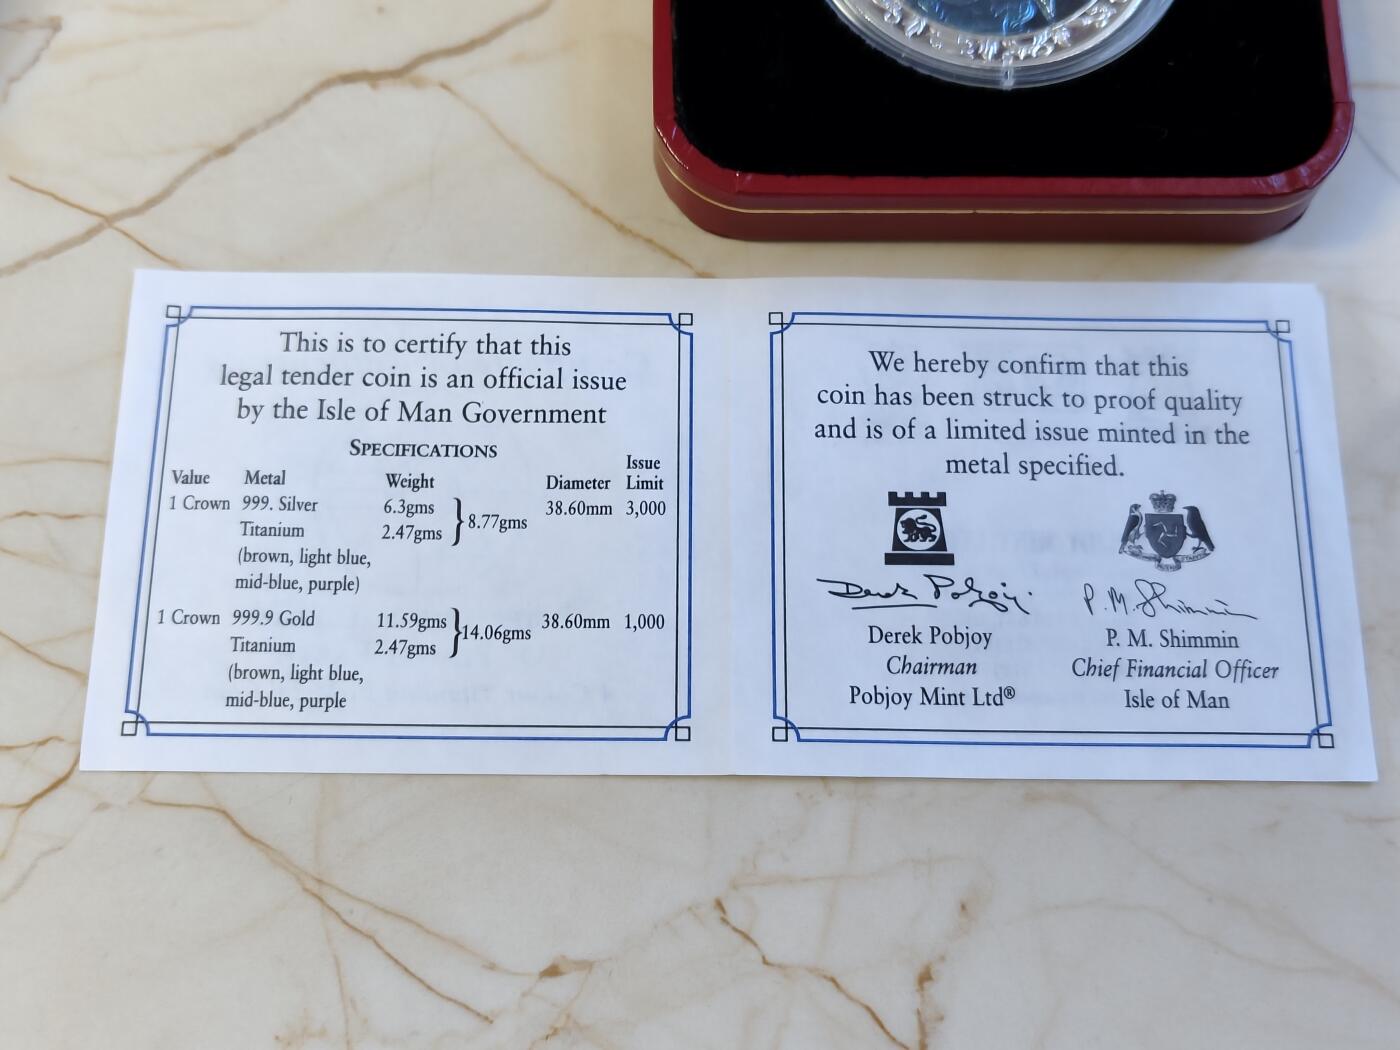 This is to certify that this
legal tender coin is an official issue
by the Isle of Man Government
SPECIFICATIONS
Value Metal Weight Diameter Issue Limit
1 Crown 999. Silver 6.3gms 8.77gms 38.60mm 3,000
Titanium 2.47gms
(brown, light blue,
mid-blue, purple)
1 Crown 999.9 Gold 11.59gms 14.06gms 38.60mm 1,000
Titanium 2.47gms
(brown, light blue,
mid-blue, purple
We hereby confirm that this
coin has been struck to proof quality
and is of a limited issue minted in the
metal specified.
Derek Pobjoy
P.M. Shimmin
Derek Pobjoy
Chairman
Pobjoy Mint Ltd®
P. M. Shimmin
Chief Financial Officer
Isle of Man